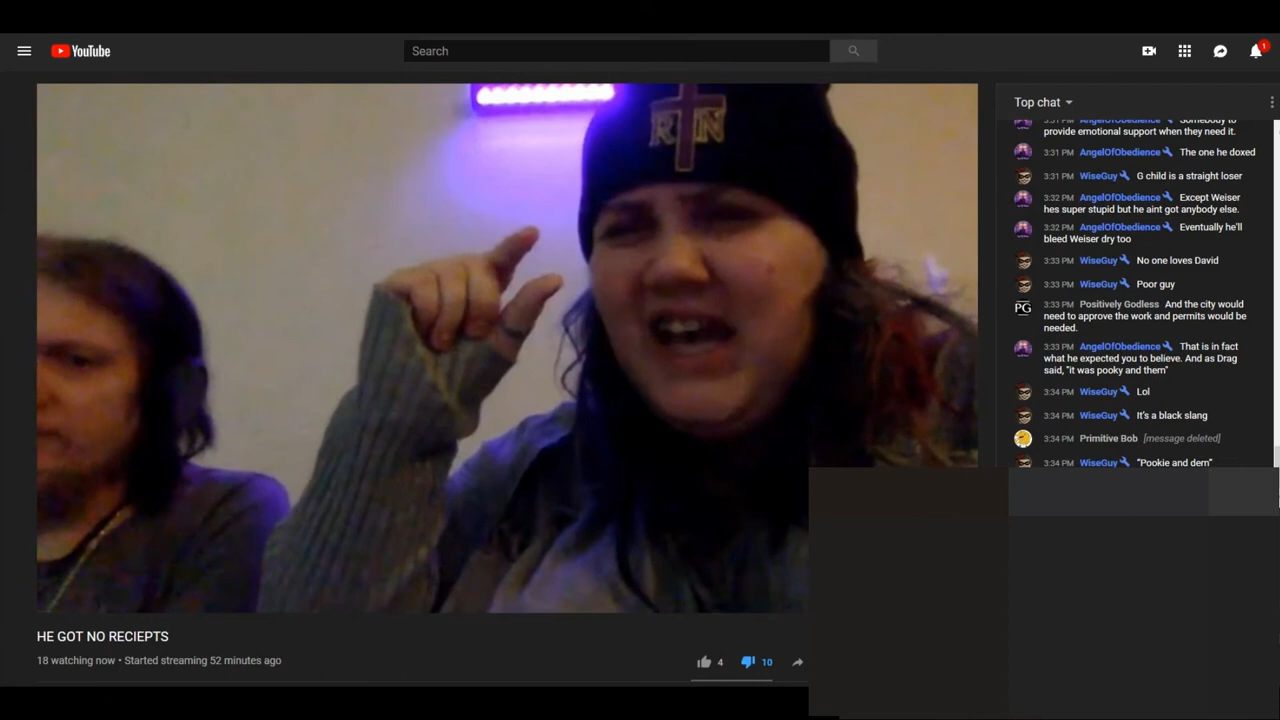 YouTube
Search
1
R N
Top chat
3:31 PM AngelOfObedience Somebody to
provide emotional support when they need it.
3:31 PM AngelOfObedience The one he doxed
3:31 PM WiseGuy G child is a straight loser
3:32 PM AngelOfObedience Except Weiser
hes super stupid but he aint got anybody else.
3:32 PM AngelOfObedience Eventually he'll
bleed Weiser dry too
3:33 PM WiseGuy No one loves David
3:33 PM WiseGuy Poor guy
PG
3:33 PM Positively Godless And the city would
need to approve the work and permits would be
needed.
3:33 PM AngelOfObedience That is in fact
what he expected you to believe. And as Drag
said, "it was pooky and them"
3:34 PM WiseGuy Lol
3:34 PM WiseGuy It's a black slang
3:34 PM Primitive Bob [message deleted]
3:34 PM WiseGuy "Pookie and dem"
HE GOT NO RECIEPTS
18 watching now • Started streaming 52 minutes ago
4
10